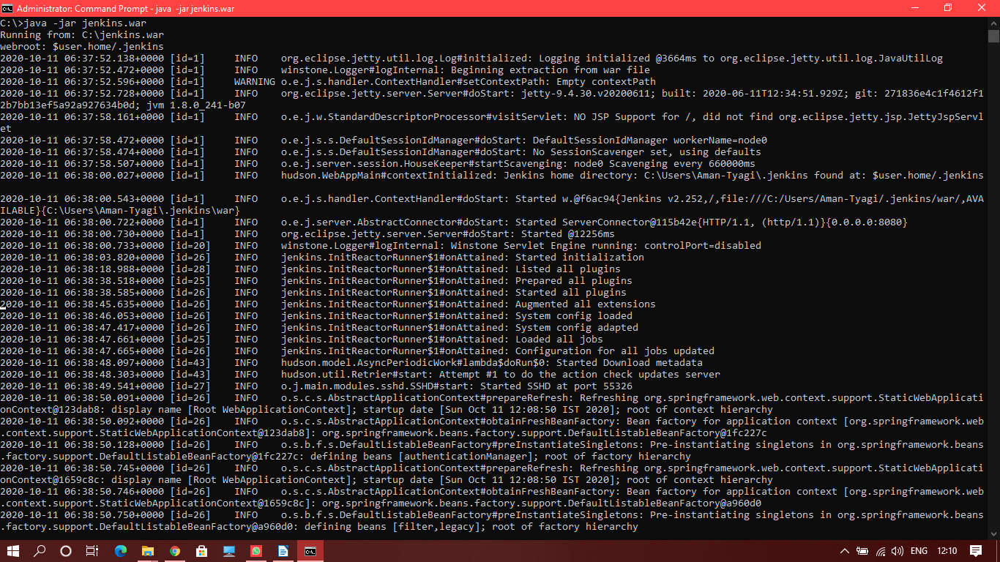 Administrator: Command Prompt - java -jar jenkins.war
C:\>java -jar jenkins.war
Running from: C:\jenkins.war
webroot: $user.home/.jenkins
2020-10-11 06:37:52.138+0000 [id=1] INFO org.eclipse.jetty.util.log.Log#initialized: Logging initialized @3664ms to org.eclipse.jetty.util.log.JavaUtilLog
2020-10-11 06:37:52.472+0000 [id=1] INFO winstone.Logger#logInternal: Beginning extraction from war file
2020-10-11 06:37:52.596+0000 [id=1] WARNING o.e.j.s.handler.ContextHandler#setContextPath: Empty contextPath
2020-10-11 06:37:52.728+0000 [id=1] INFO org.eclipse.jetty.server.Server#doStart: jetty-9.4.30.v20200611; built: 2020-06-11T12:34:51.929Z; git: 271836e4c1f4612f1
2b7bb13ef5a92a927634b0d; jvm 1.8.0_241-b07
2020-10-11 06:37:58.161+0000 [id=1] INFO o.e.j.w.StandardDescriptorProcessor#visitServlet: NO JSP Support for /, did not find org.eclipse.jetty.jsp.JettyJspServl
et
2020-10-11 06:37:58.472+0000 [id=1] INFO o.e.j.s.s.DefaultSessionIdManager#doStart: DefaultSessionIdManager workerName=node0
2020-10-11 06:37:58.474+0000 [id=1] INFO o.e.j.s.s.DefaultSessionIdManager#doStart: No SessionScavenger set, using defaults
2020-10-11 06:37:58.507+0000 [id=1] INFO o.e.j.server.session.HouseKeeper#startScavenging: node0 Scavenging every 660000ms
2020-10-11 06:38:00.027+0000 [id=1] INFO hudson.WebAppMain#contextInitialized: Jenkins home directory: C:\Users\Aman-Tyagi\.jenkins found at: $user.home/.jenkins
2020-10-11 06:38:00.543+0000 [id=1] INFO o.e.j.s.handler.ContextHandler#doStart: Started w.@f6ac94{Jenkins v2.252,/,file:///C:/Users/Aman-Tyagi/.jenkins/war/,AVA
ILABLE}{C:\Users\Aman-Tyagi\.jenkins\war}
2020-10-11 06:38:00.722+0000 [id=1] INFO o.e.j.server.AbstractConnector#doStart: Started ServerConnector@115b42e{HTTP/1.1, (http/1.1)}{0.0.0.0:8080}
2020-10-11 06:38:00.730+0000 [id=1] INFO org.eclipse.jetty.server.Server#doStart: Started @12256ms
2020-10-11 06:38:00.733+0000 [id=20] INFO winstone.Logger#logInternal: Winstone Servlet Engine running: controlPort=disabled
2020-10-11 06:38:03.820+0000 [id=26] INFO jenkins.InitReactorRunner$1#onAttained: Started initialization
2020-10-11 06:38:18.988+0000 [id=28] INFO jenkins.InitReactorRunner$1#onAttained: Listed all plugins
2020-10-11 06:38:38.518+0000 [id=25] INFO jenkins.InitReactorRunner$1#onAttained: Prepared all plugins
2020-10-11 06:38:38.585+0000 [id=26] INFO jenkins.InitReactorRunner$1#onAttained: Started all plugins
2020-10-11 06:38:45.635+0000 [id=26] INFO jenkins.InitReactorRunner$1#onAttained: Augmented all extensions
2020-10-11 06:38:46.053+0000 [id=26] INFO jenkins.InitReactorRunner$1#onAttained: System config loaded
2020-10-11 06:38:47.417+0000 [id=26] INFO jenkins.InitReactorRunner$1#onAttained: System config adapted
2020-10-11 06:38:47.661+0000 [id=25] INFO jenkins.InitReactorRunner$1#onAttained: Loaded all jobs
2020-10-11 06:38:47.665+0000 [id=26] INFO jenkins.InitReactorRunner$1#onAttained: Configuration for all jobs updated
2020-10-11 06:38:48.097+0000 [id=43] INFO hudson.model.AsyncPeriodicWork#lambda$doRun$0: Started Download metadata
2020-10-11 06:38:48.303+0000 [id=43] INFO hudson.util.Retrier#start: Attempt #1 to do the action check updates server
2020-10-11 06:38:49.541+0000 [id=27] INFO o.j.main.modules.sshd.SSHD#start: Started SSHD at port 55326
2020-10-11 06:38:50.091+0000 [id=26] INFO o.s.c.s.AbstractApplicationContext#prepareRefresh: Refreshing org.springframework.web.context.support.StaticWebApplicati
onContext@123dab8: display name [Root WebApplicationContext]; startup date [Sun Oct 11 12:08:50 IST 2020]; root of context hierarchy
2020-10-11 06:38:50.092+0000 [id=26] INFO o.s.c.s.AbstractApplicationContext#obtainFreshBeanFactory: Bean factory for application context [org.springframework.web
.context.support.StaticWebApplicationContext@123dab8]: org.springframework.beans.factory.support.DefaultListableBeanFactory@1fc227c
2020-10-11 06:38:50.128+0000 [id=26] INFO o.s.b.f.s.DefaultListableBeanFactory#preInstantiateSingletons: Pre-instantiating singletons in org.springframework.beans
.factory.support.DefaultListableBeanFactory@1fc227c: defining beans [authenticationManager]; root of factory hierarchy
2020-10-11 06:38:50.745+0000 [id=26] INFO o.s.c.s.AbstractApplicationContext#prepareRefresh: Refreshing org.springframework.web.context.support.StaticWebApplicati
onContext@1659c8c: display name [Root WebApplicationContext]; startup date [Sun Oct 11 12:08:50 IST 2020]; root of context hierarchy
2020-10-11 06:38:50.746+0000 [id=26] INFO o.s.c.s.AbstractApplicationContext#obtainFreshBeanFactory: Bean factory for application context [org.springframework.web
.context.support.StaticWebApplicationContext@1659c8c]: org.springframework.beans.factory.support.DefaultListableBeanFactory@a960d0
2020-10-11 06:38:50.750+0000 [id=26] INFO o.s.b.f.s.DefaultListableBeanFactory#preInstantiateSingletons: Pre-instantiating singletons in org.springframework.beans
.factory.support.DefaultListableBeanFactory@a960d0: defining beans [filter,legacy]; root of factory hierarchy
ENG 12:10